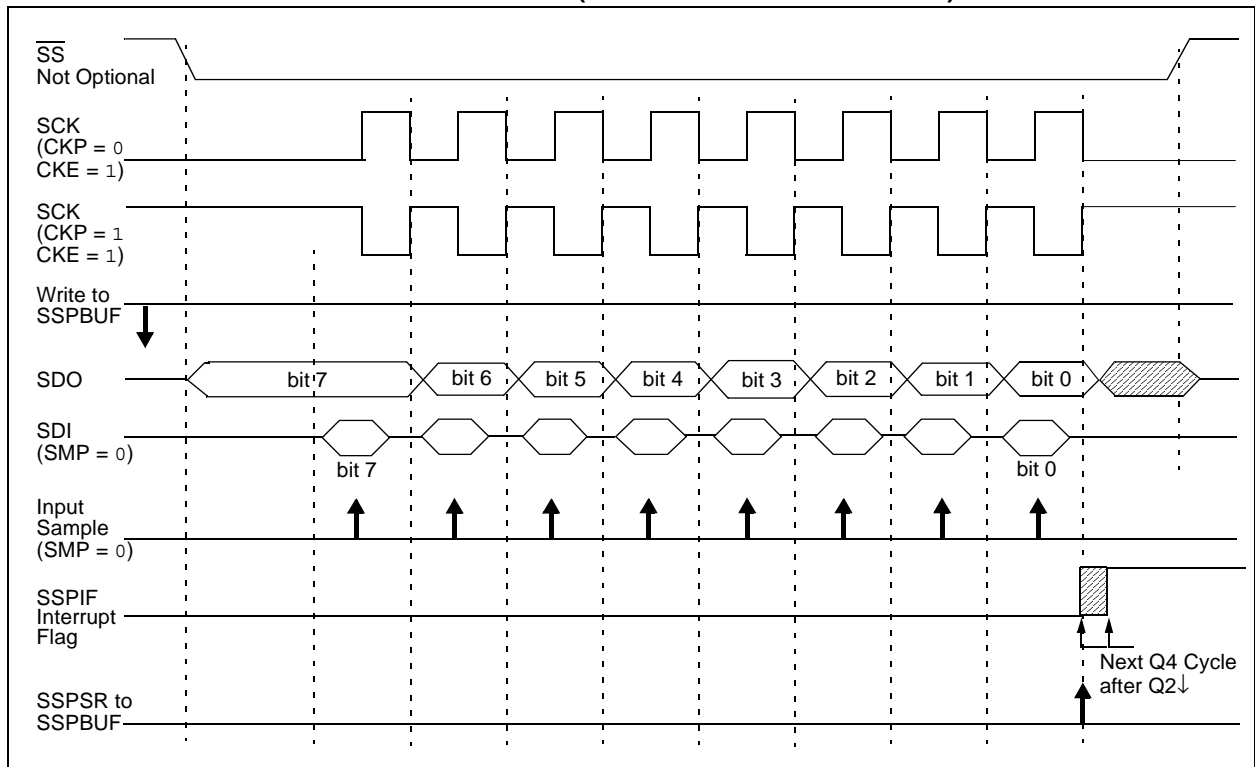 SS
Not Optional
SCK
(CKP = 0
CKE = 1)
SCK
(CKP = 1
CKE = 1)
Write to
SSPBUF
SDO
bit 7 bit 6 bit 5 bit 4 bit 3 bit 2 bit 1 bit 0
SDI
(SMP = 0)
bit 7 bit 0
Input
Sample
(SMP = 0)
SSPIF
Interrupt
Flag
Next Q4 Cycle
after Q2↓
SSPSR to
SSPBUF